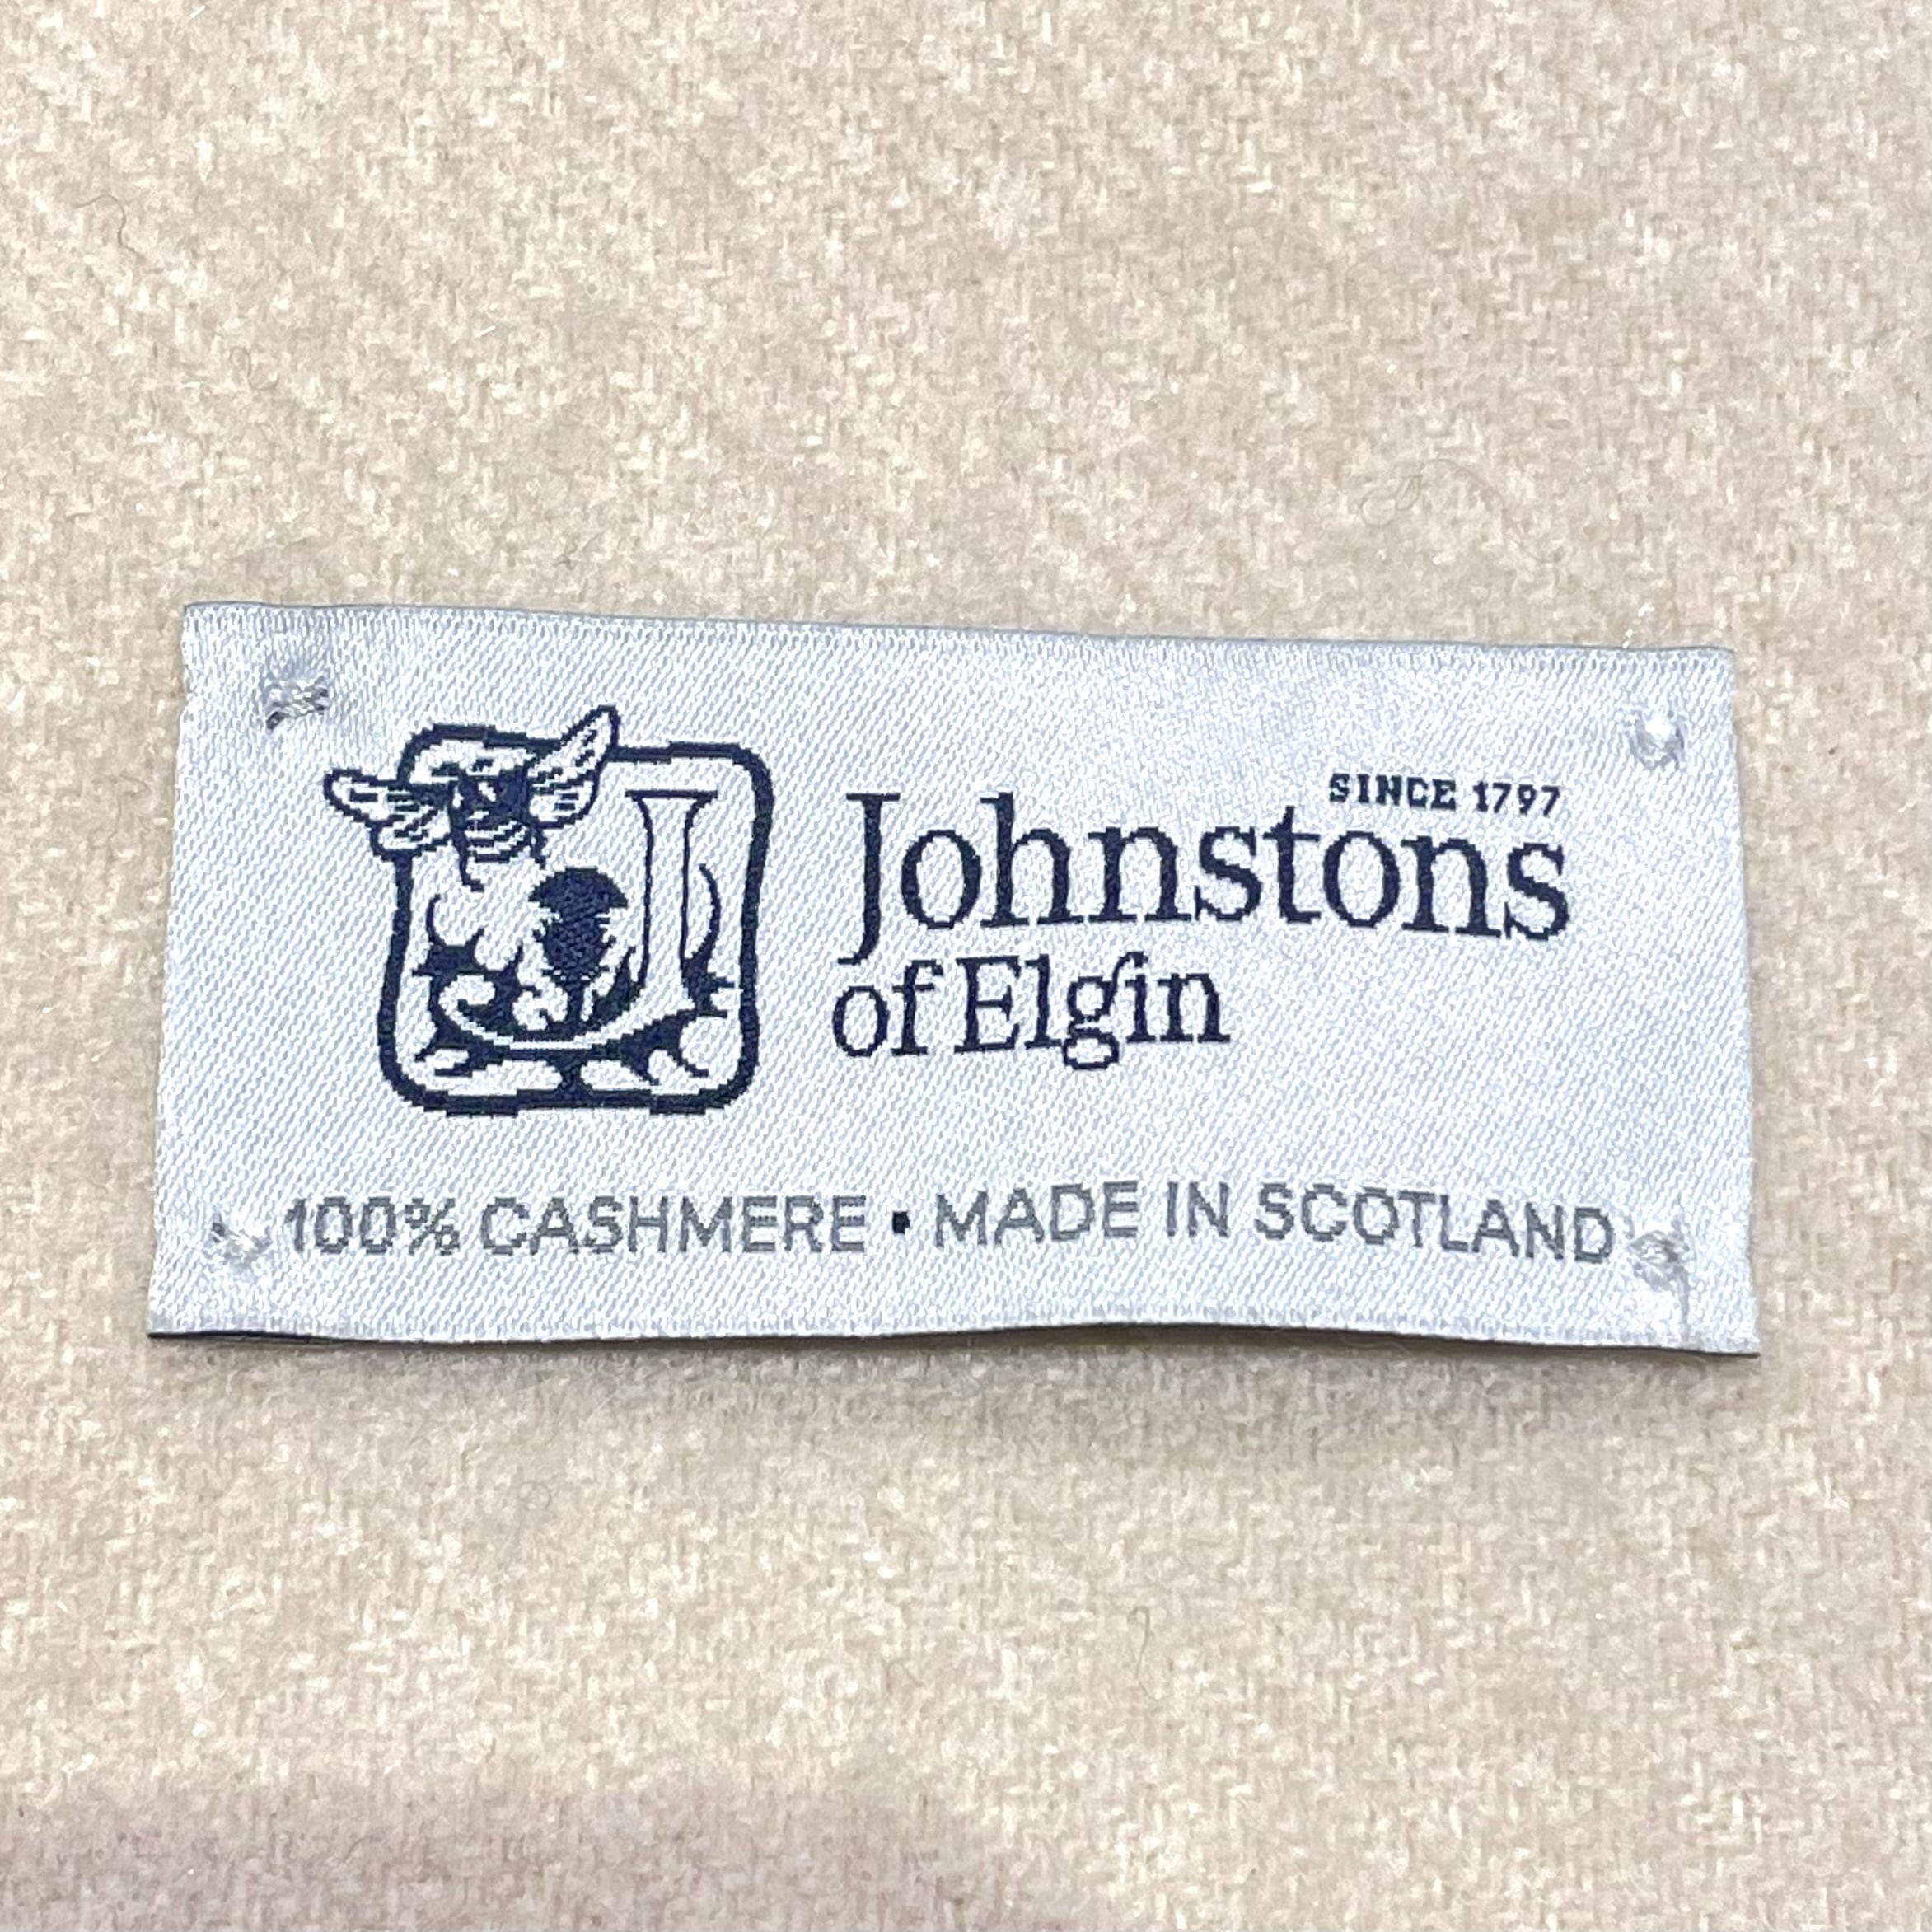 SINCE 1797
Johnstons
of Elgin
100% CASHMERE ▪ MADE IN SCOTLAND